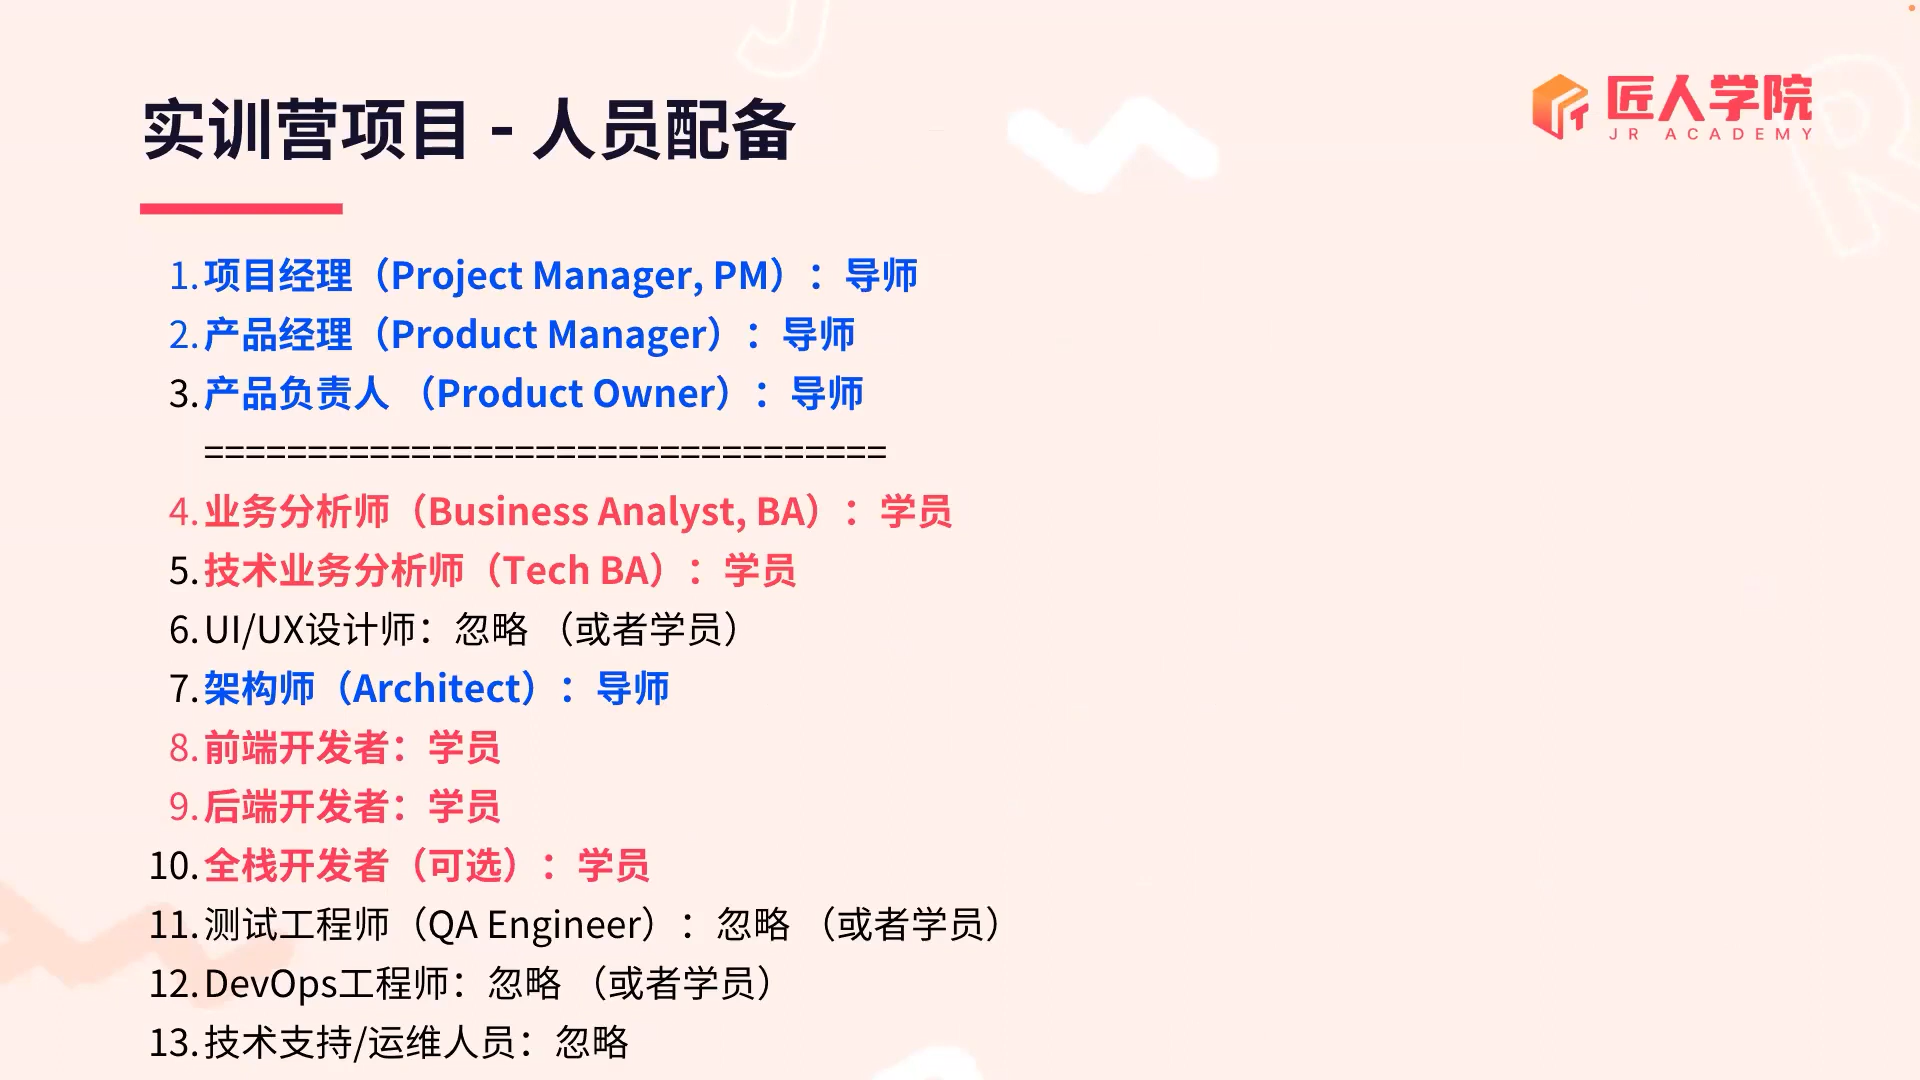 实训营项目 - 人员配备
匠人学院
JR ACADEMY
1. 项目经理（Project Manager, PM）：导师
2. 产品经理（Product Manager）：导师
3. 产品负责人 （Product Owner）：导师
=================================
4. 业务分析师（Business Analyst, BA）：学员
5. 技术业务分析师（Tech BA）：学员
6. UI/UX设计师：忽略 （或者学员）
7. 架构师（Architect）：导师
8. 前端开发者：学员
9. 后端开发者：学员
10. 全栈开发者（可选）：学员
11. 测试工程师（QA Engineer）：忽略 （或者学员）
12. DevOps工程师：忽略 （或者学员）
13. 技术支持/运维人员：忽略